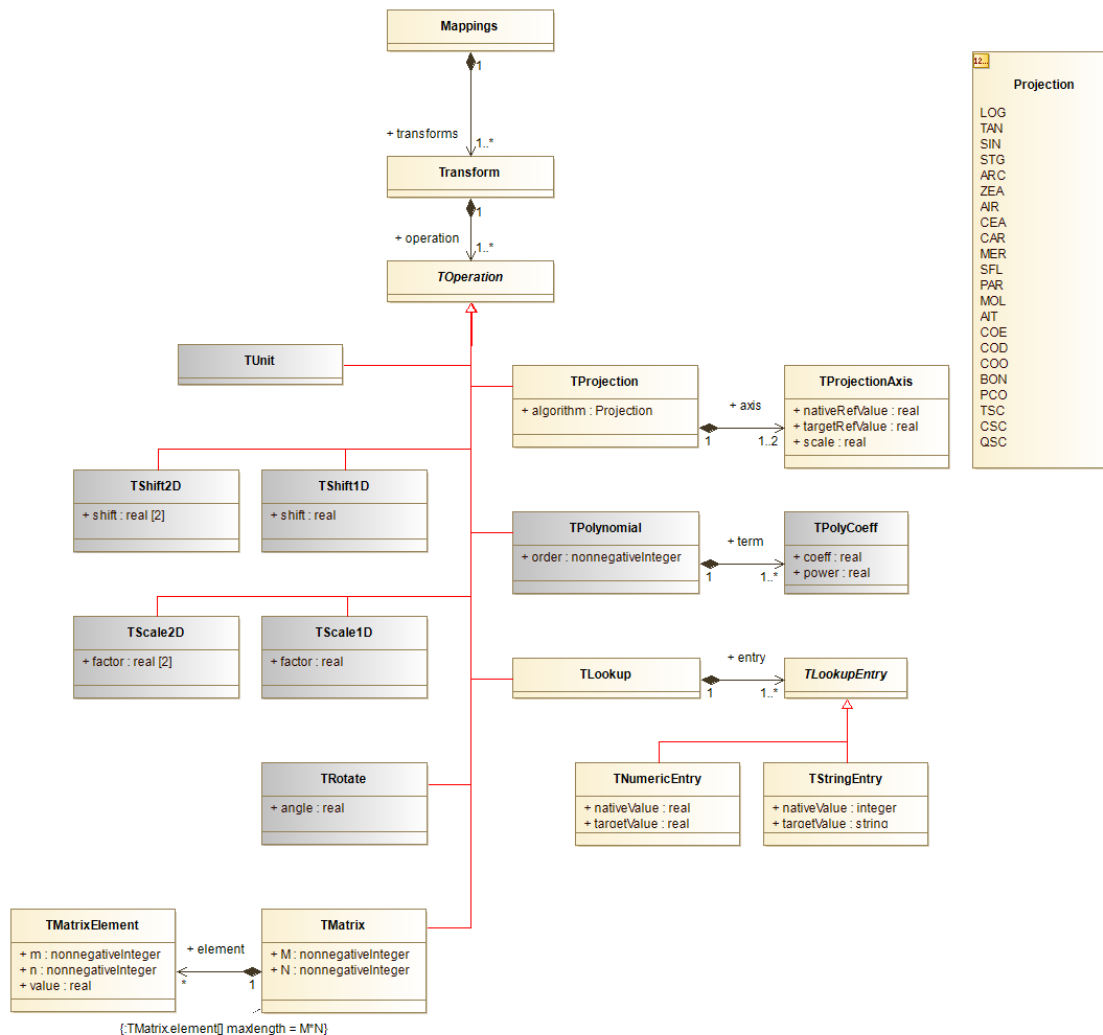 Mappings
1
+ transforms
1..*
Transform
1
+ operation
1..*
TOperation
12...
Projection
LOG
TAN
SIN
STG
ARC
ZEA
AIR
CEA
CAR
MER
SFL
PAR
MOL
AIT
COE
COD
COO
BON
PCO
TSC
CSC
QSC
TUnit
TProjection
+ algorithm : Projection
+ axis
1
1..2
TProjectionAxis
+ nativeRefValue : real
+ targetRefValue : real
+ scale : real
TShift2D
+ shift : real [2]
TShift1D
+ shift : real
TPolynomial
+ order : nonnegativeInteger
+ term
1
1..*
TPolyCoeff
+ coeff : real
+ power : real
TScale2D
+ factor : real [2]
TScale1D
+ factor : real
TLookup
+ entry
1
1..*
TLookupEntry
TRotate
+ angle : real
TNumericEntry
+ nativeValue : real
+ targetValue : real
TStringEntry
+ nativeValue : integer
+ targetValue : string
TMatrixElement
+ m : nonnegativeInteger
+ n : nonnegativeInteger
+ value : real
+ element
*
1
TMatrix
+ M : nonnegativeInteger
+ N : nonnegativeInteger
{:TMatrix.element[] maxlength = M*N}